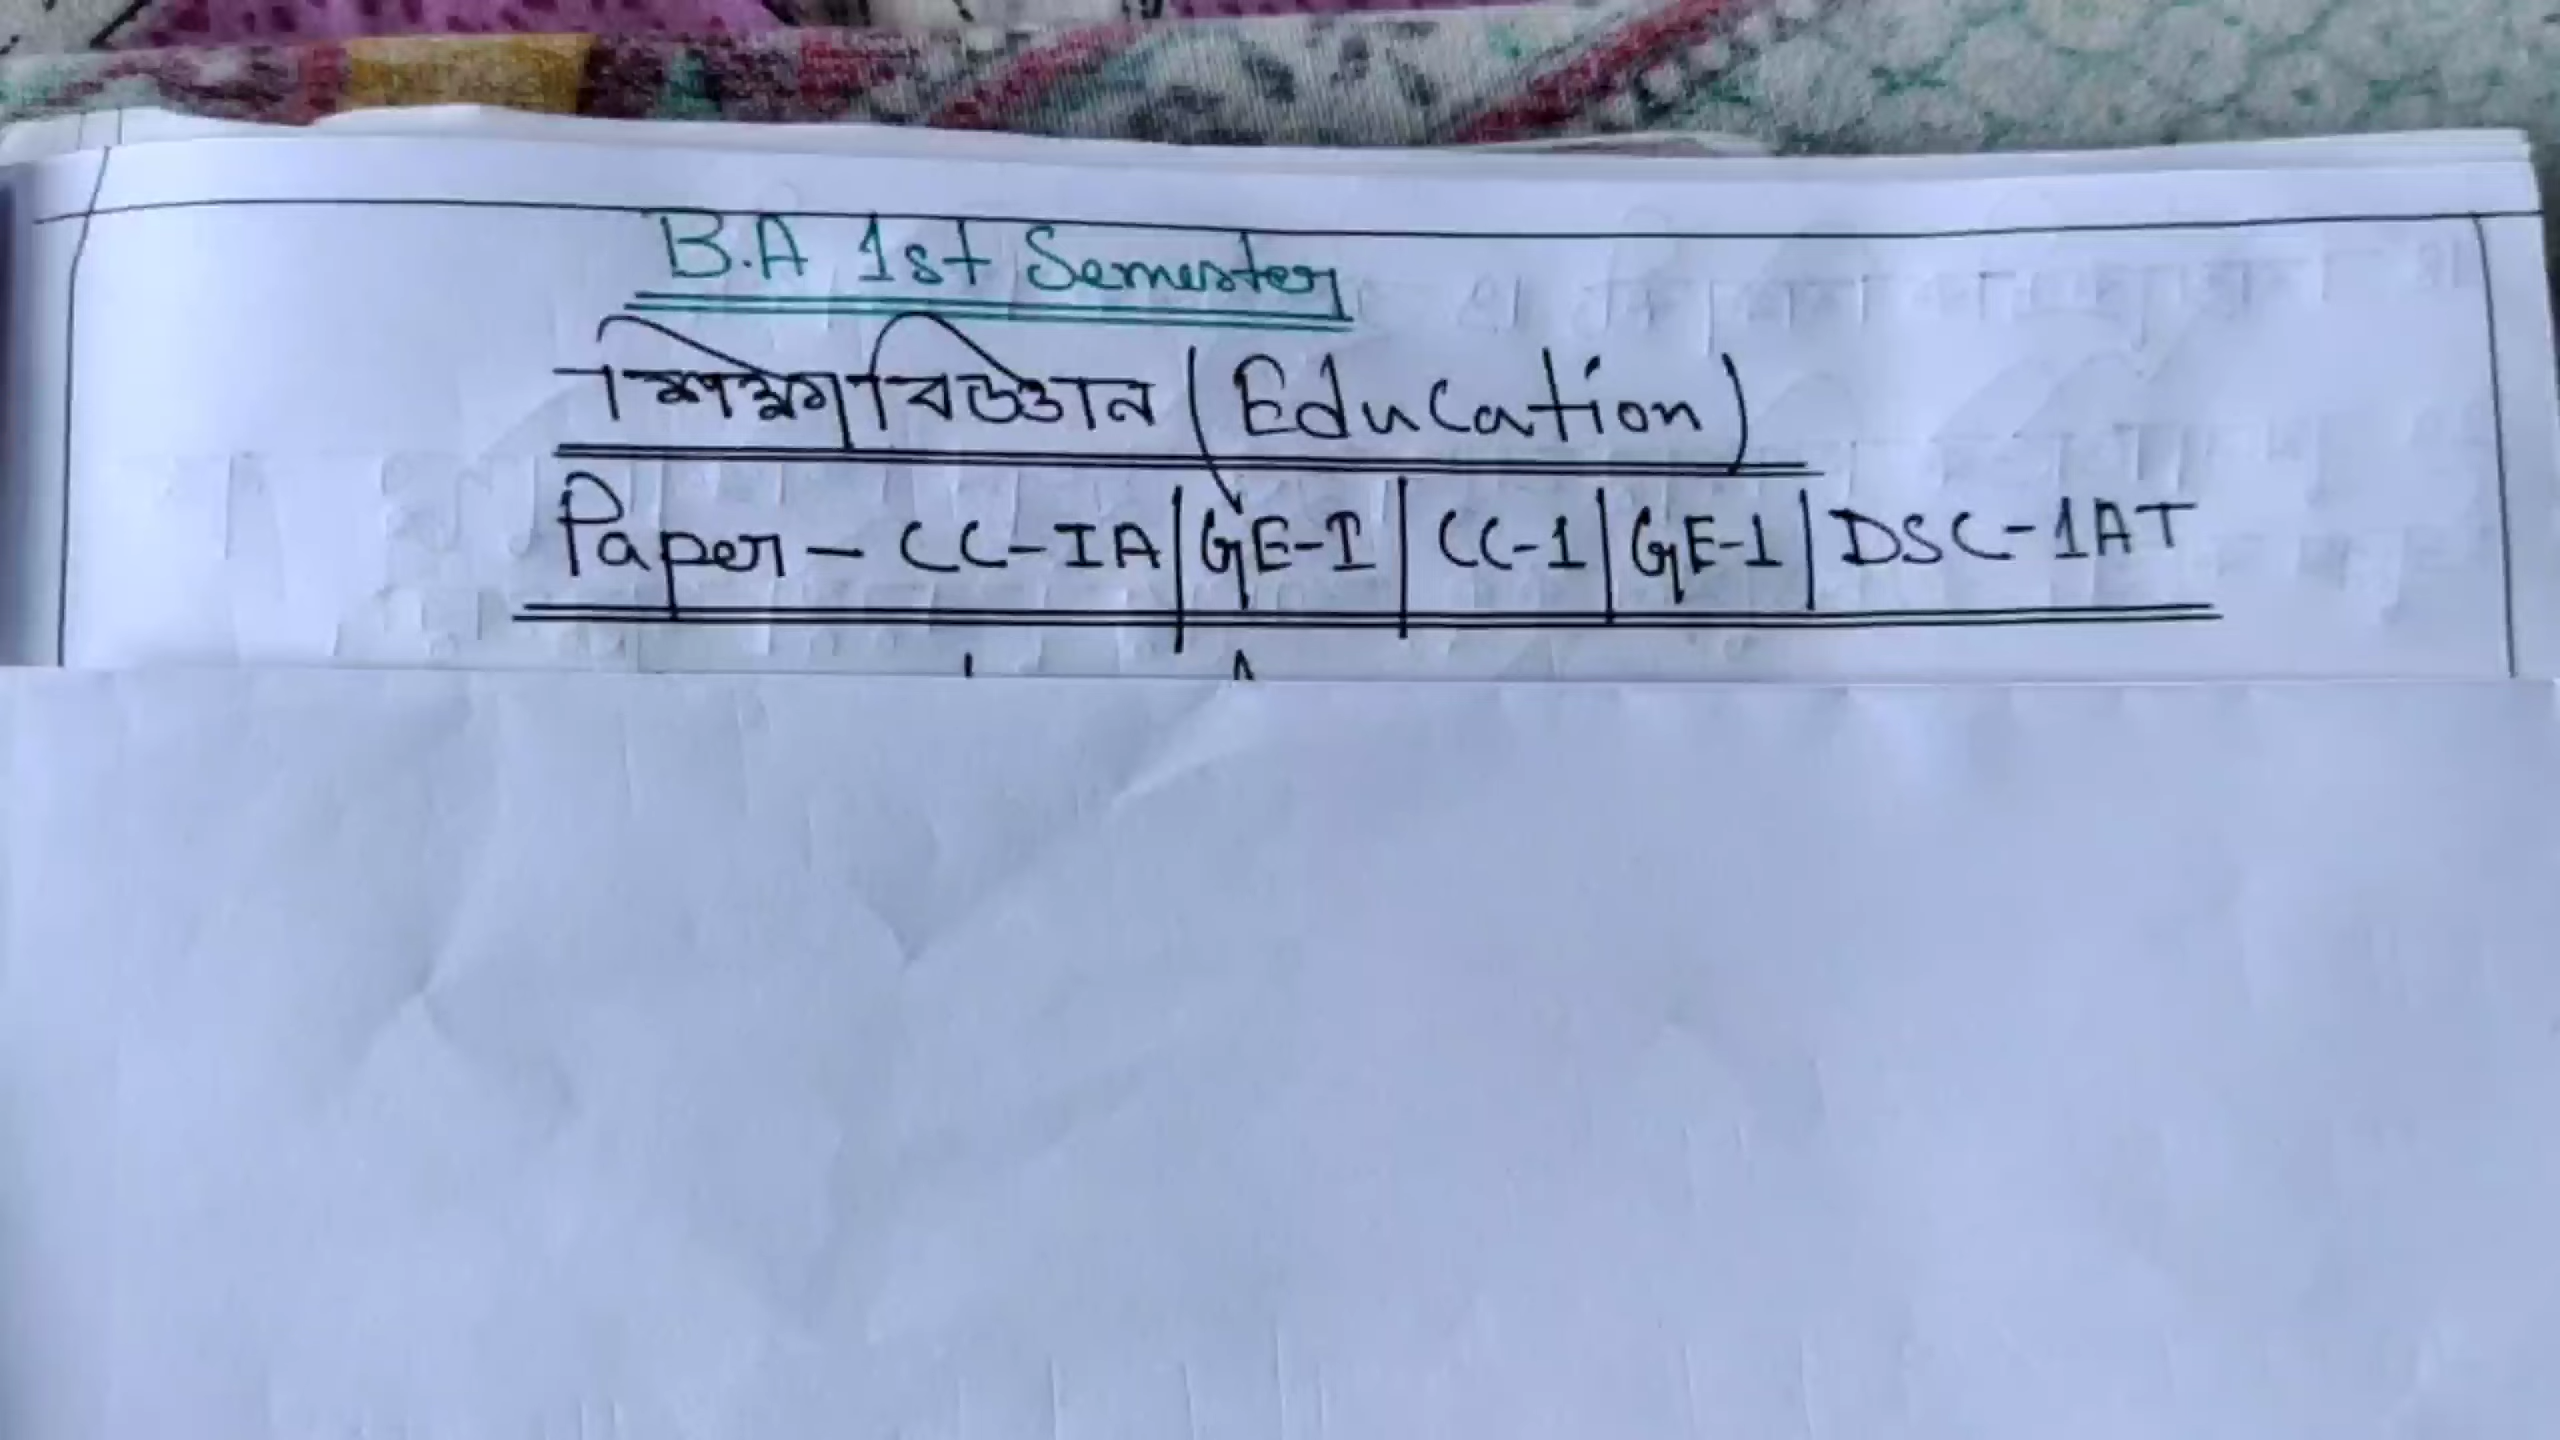 B.A 1st Semester
শিক্ষাবিজ্ঞান (Education)
Paper – CC-IA | GE-I | CC-1 | GE-1 | DSC-1AT